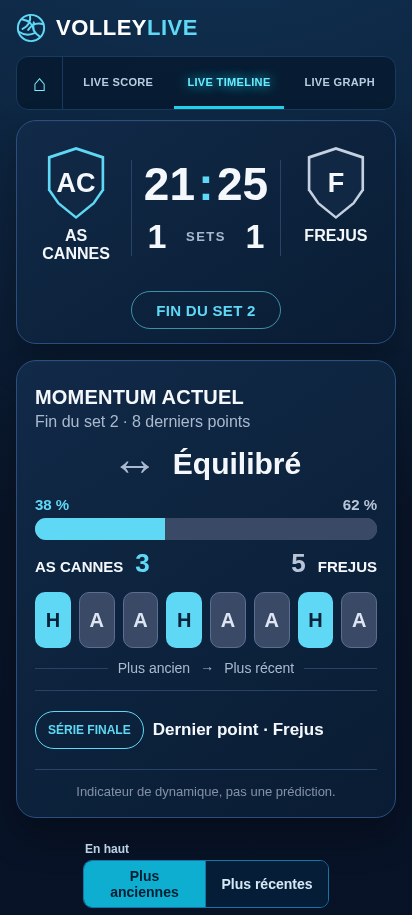 VOLLEYLIVE
⌂ LIVE SCORE LIVE TIMELINE LIVE GRAPH
AC 21:25 F
1 SETS 1
AS CANNES FREJUS
FIN DU SET 2
MOMENTUM ACTUEL
Fin du set 2 · 8 derniers points
↔ Équilibré
38 % 62 %
AS CANNES 3 5 FREJUS
H A A H A A H A
Plus ancien → Plus récent
SÉRIE FINALE Dernier point · Frejus
Indicateur de dynamique, pas une prédiction.
En haut
Plus anciennes Plus récentes